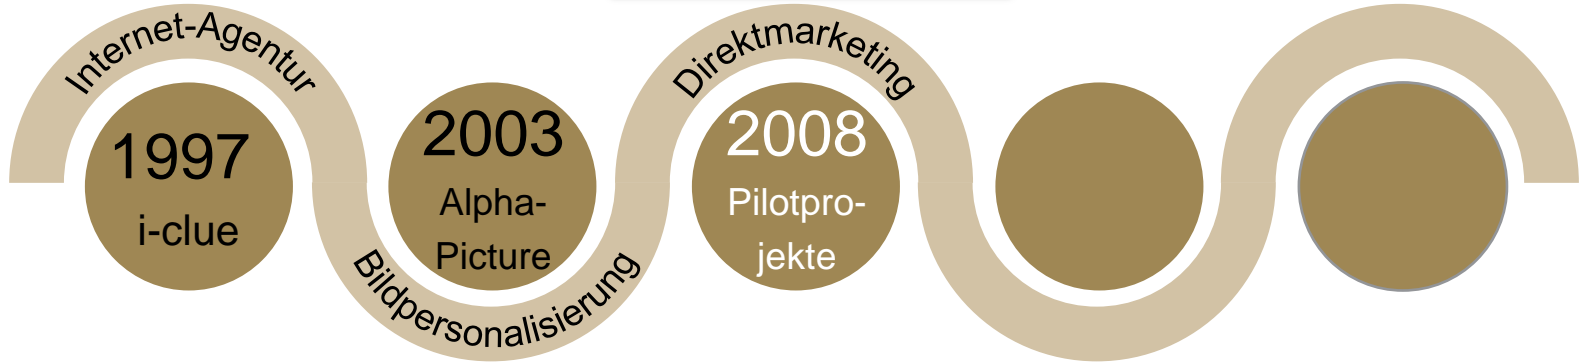 Internet-Agentur
1997
i-clue
2003
Alpha-
Picture
Bildpersonalisierung
Direktmarketing
2008
Pilotpro-
jekte